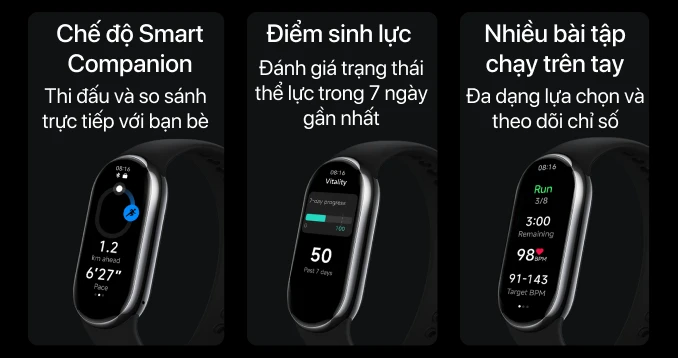 Chế độ Smart
Companion
Thi đấu và so sánh
trực tiếp với bạn bè
08:16
1.2
km ahead
6'27"
Pace
Điểm sinh lực
Đánh giá trạng thái
thể lực trong 7 ngày
gần nhất
08:16
Vitality
7-day progress
0 100
50
Past 7 days
Nhiều bài tập
chạy trên tay
Đa dạng lựa chọn và
theo dõi chỉ số
08:16
Run
3/8
3:00
Remaining
98 BPM
91-143
Target BPM